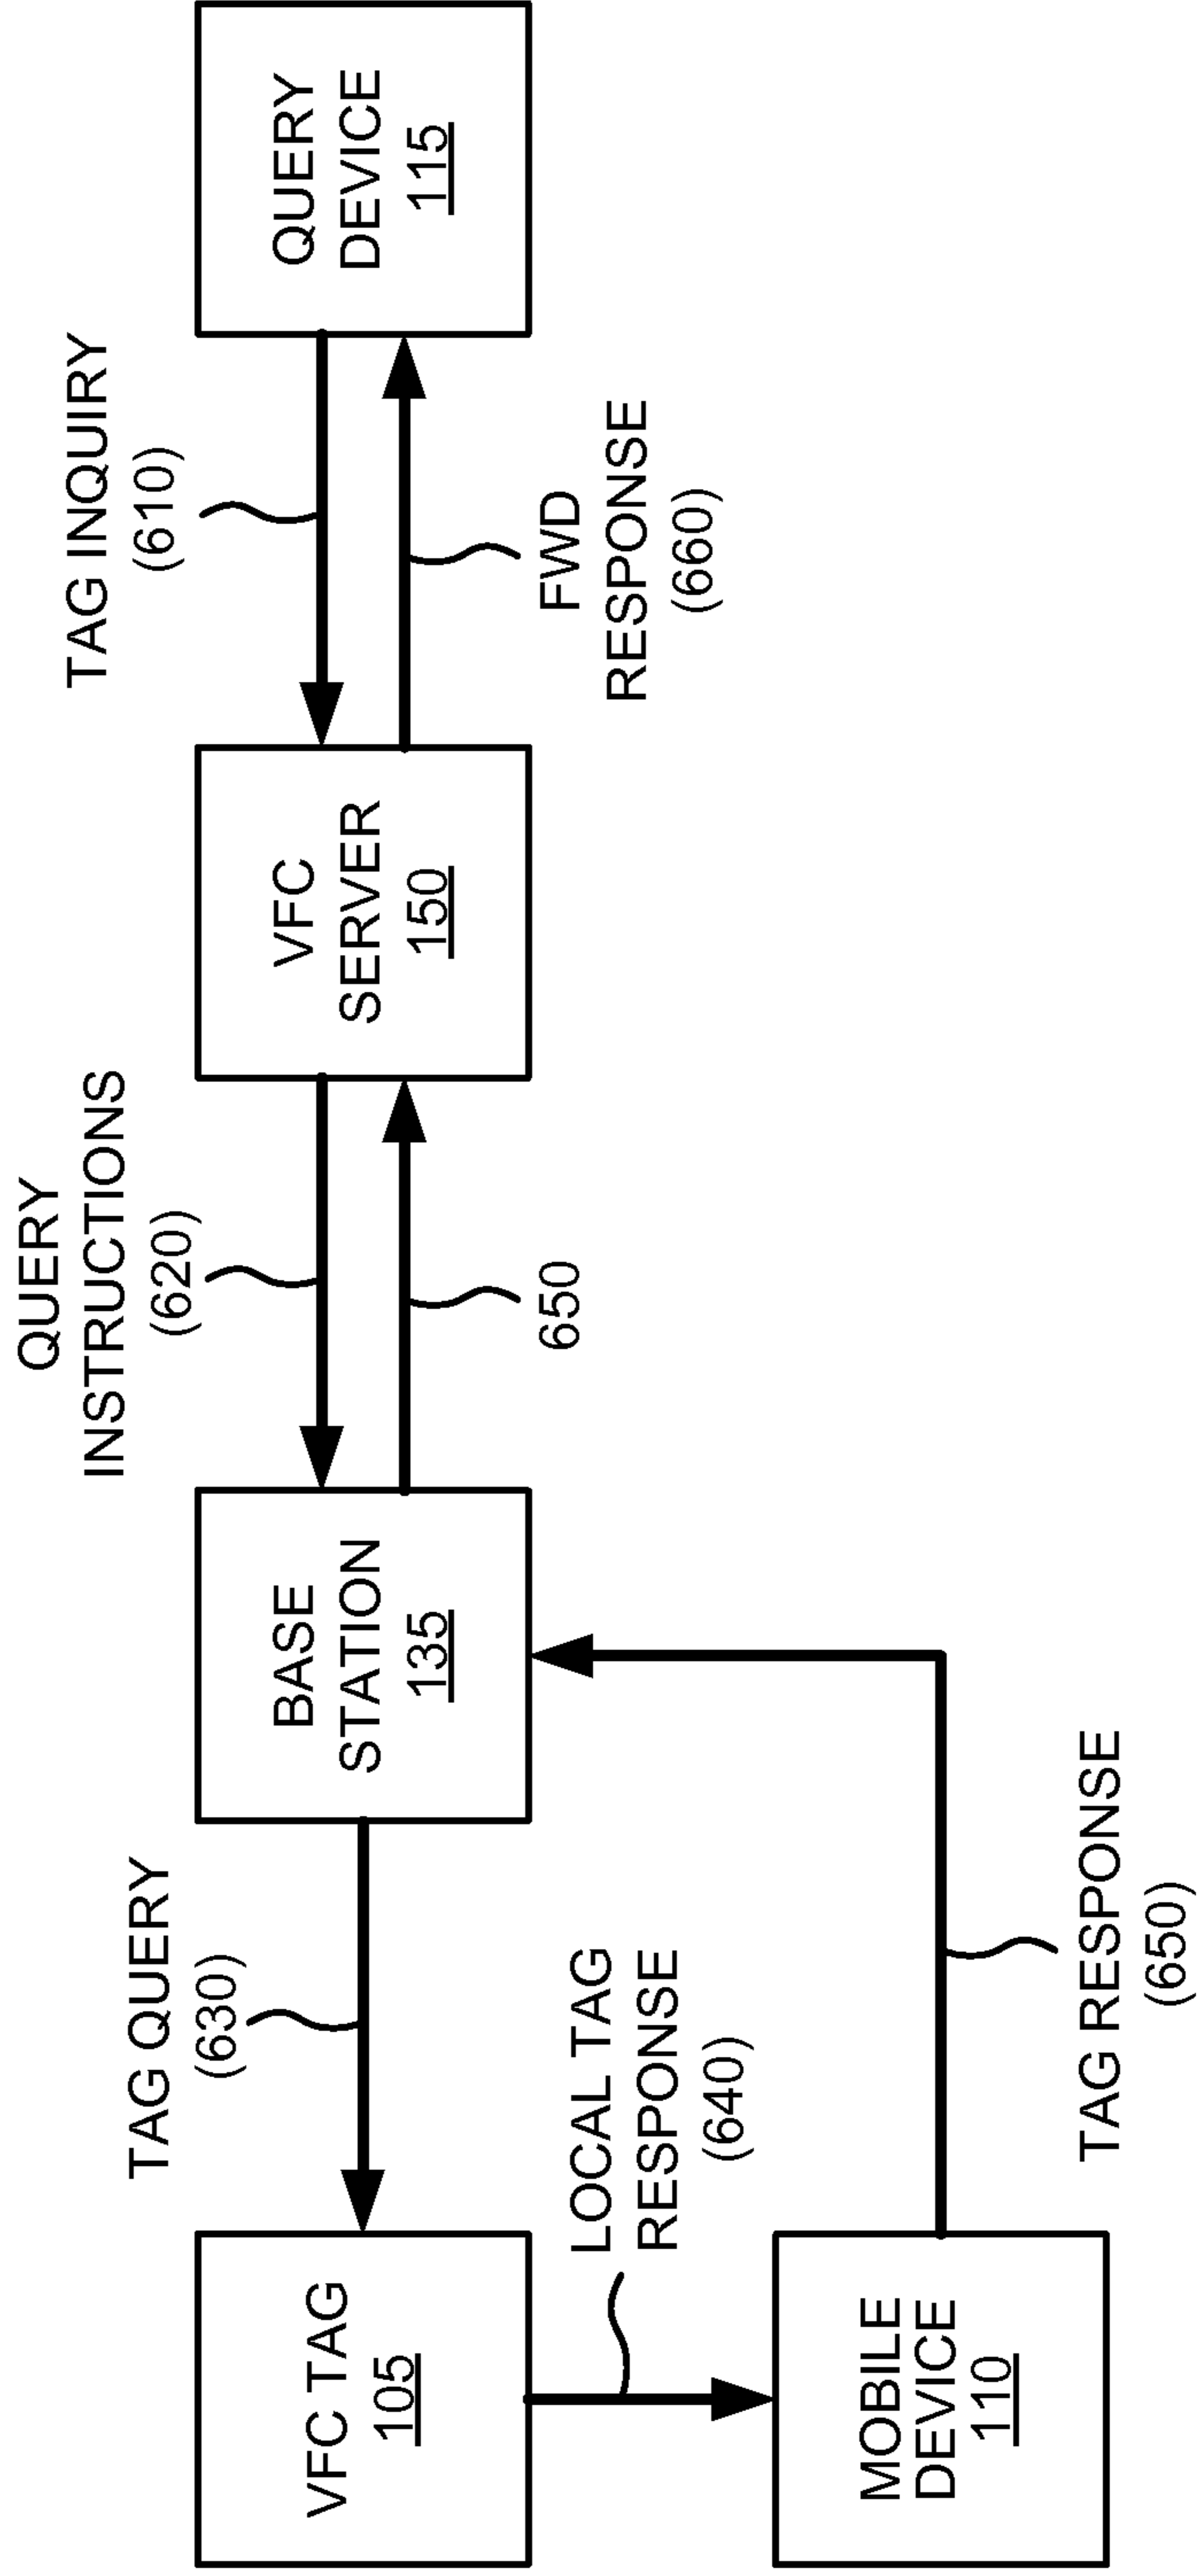 TAG QUERY
(630)
QUERY
INSTRUCTIONS
(620)
TAG INQUIRY
(610)
VFC TAG
105
BASE
STATION
135
VFC
SERVER
150
QUERY
DEVICE
115
LOCAL TAG
RESPONSE
(640)
650
FWD
RESPONSE
(660)
MOBILE
DEVICE
110
TAG RESPONSE
(650)